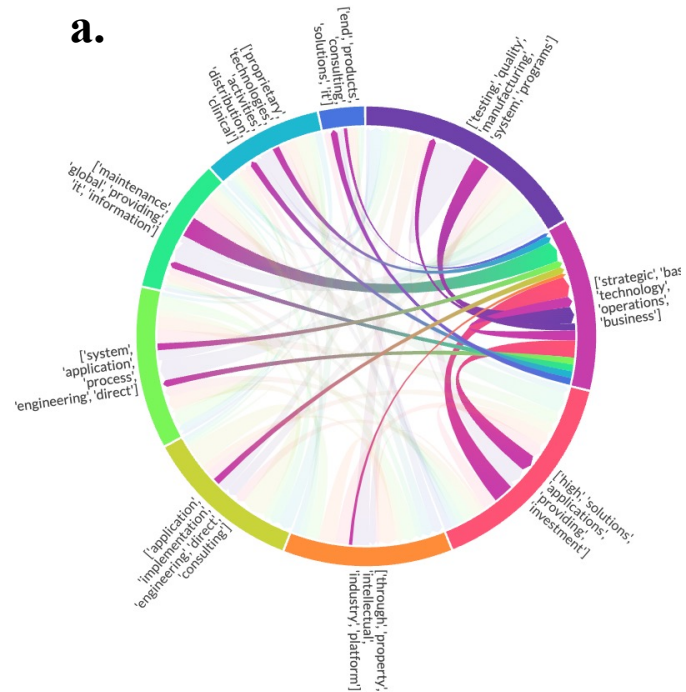 a.
['end', 'products',
'consulting',
'solutions', 'it']
['testing', 'quality',
'manufacturing',
'system', 'programs']
['strategic', 'bas
'technology',
'operations',
'business']
['high', 'solutions',
'applications',
'providing',
'investment']
['through', 'property',
'intellectual',
'industry', 'platform']
['application',
'implementation',
'engineering', 'direct',
'consulting']
['system',
'application',
'process',
'engineering', 'direct']
['maintenance',
'global', 'providing',
'it', 'information']
['proprietary',
'technologies',
'activities',
'distribution',
'clinical']